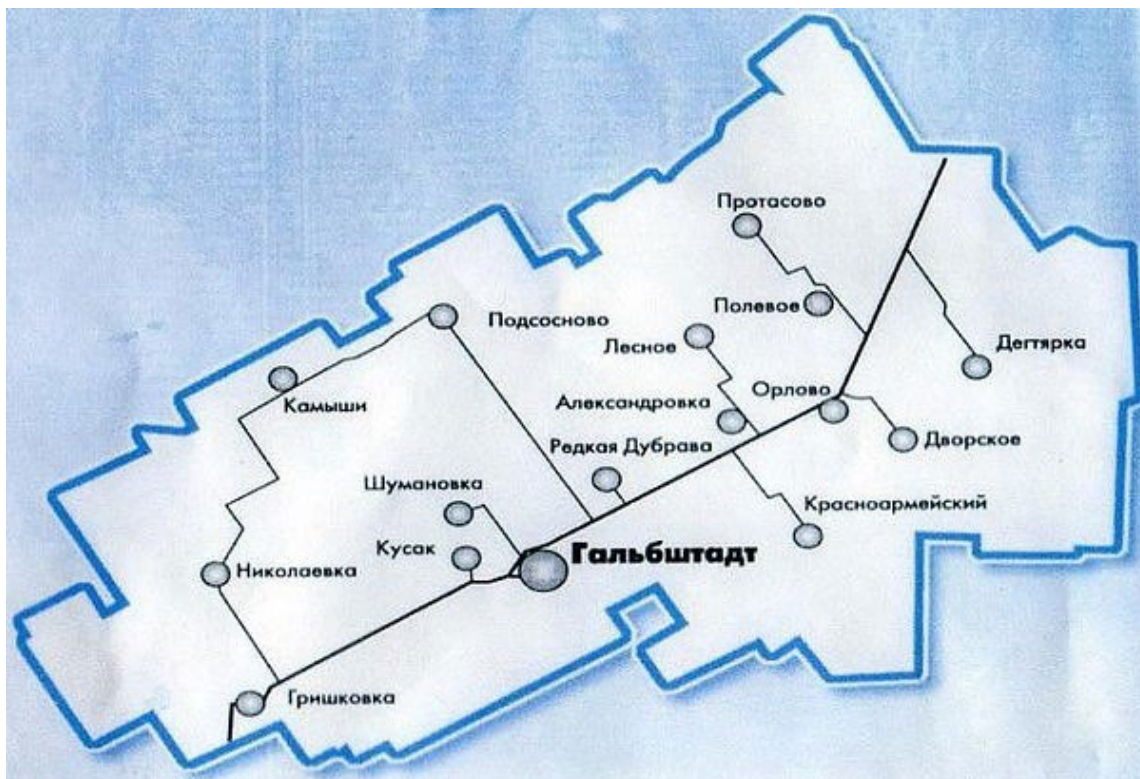 Протасово
Полевое
Подсосново
Лесное
Дегтярка
Орлово
Камыши
Александровка
Дворское
Редкая Дубрава
Шумановка
Красноармейский
Кусак
Гальбштадт
Николаевка
Гришковка